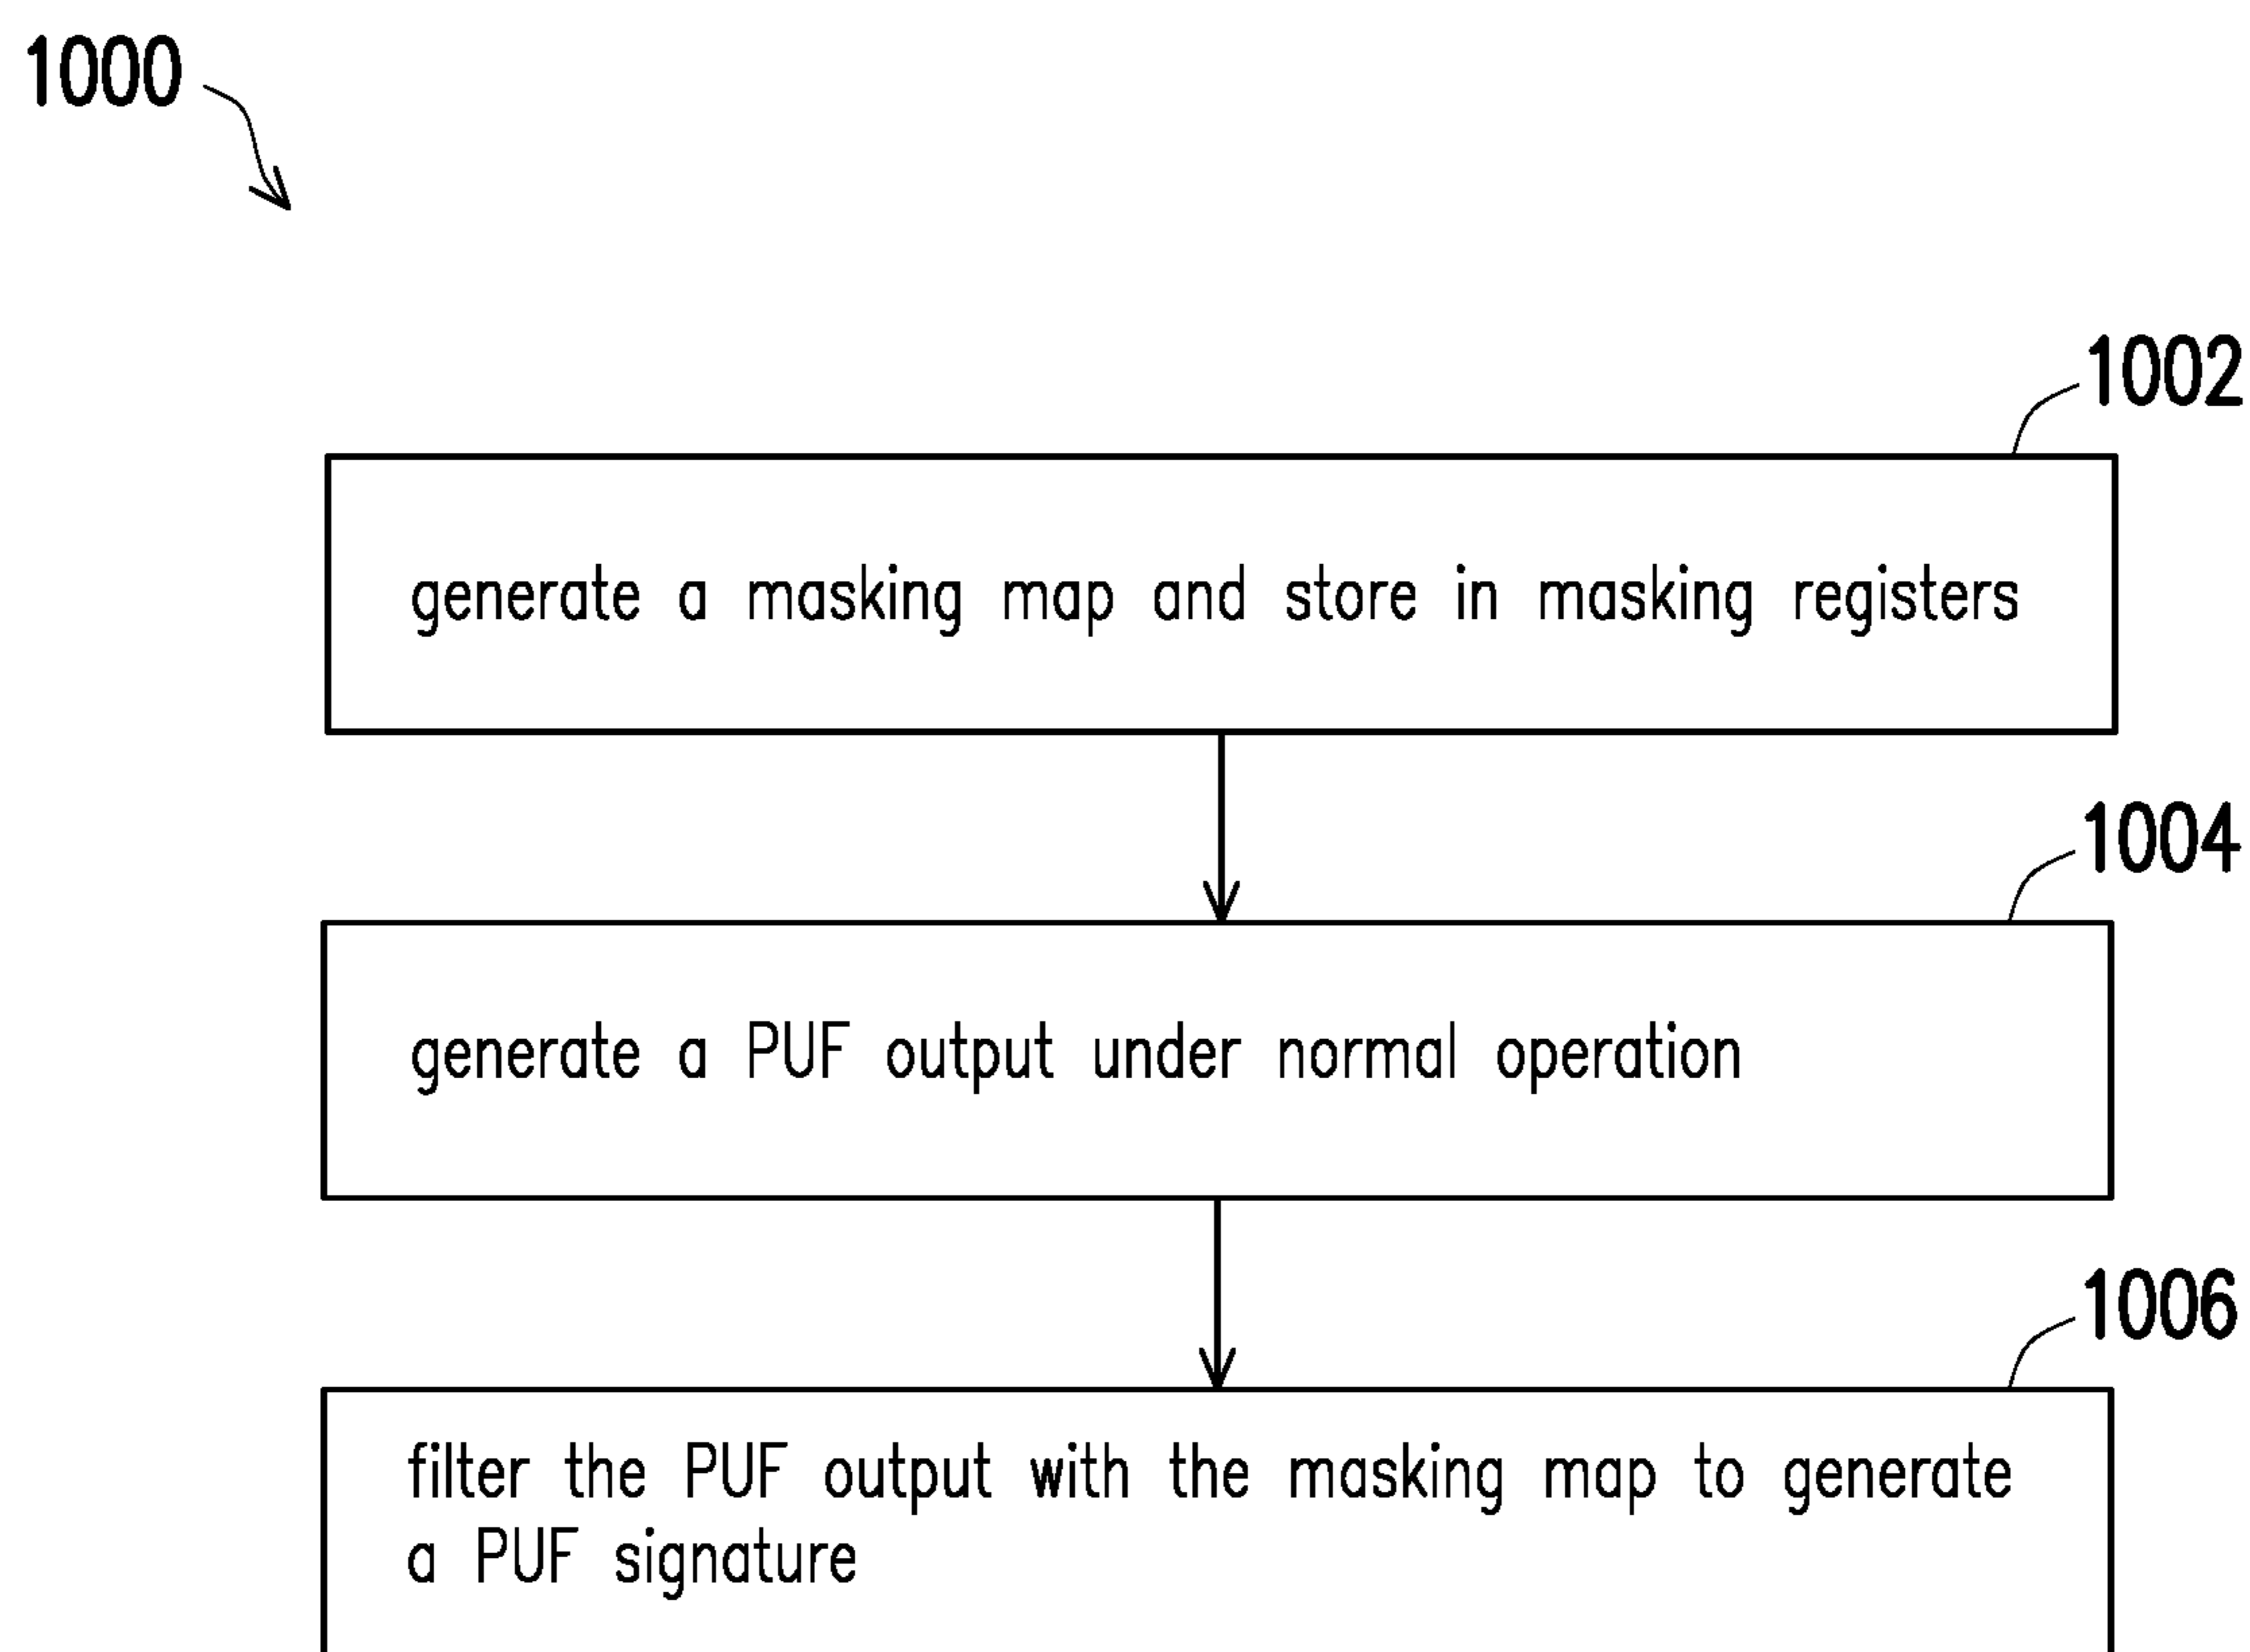 1000
1002
generate a masking map and store in masking registers
1004
generate a PUF output under normal operation
1006
filter the PUF output with the masking map to generate
a PUF signature